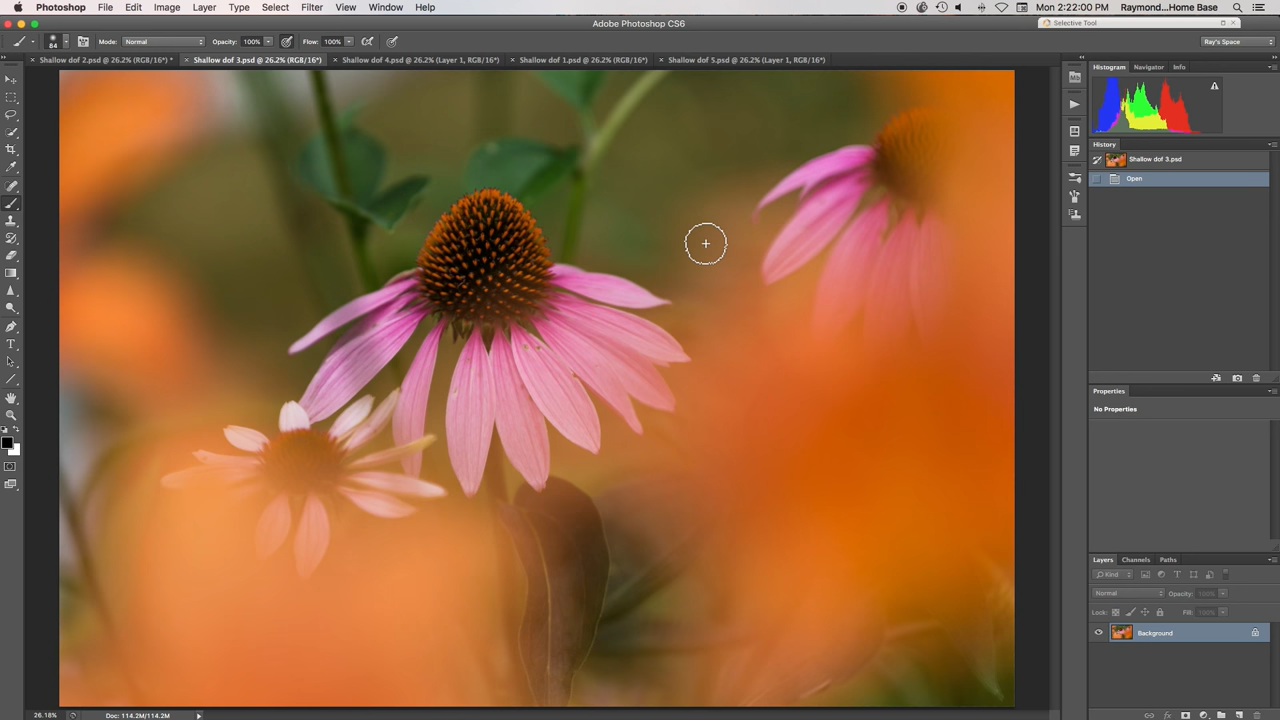 Photoshop File Edit Image Layer Type Select Filter View Window Help Mon 2:22:00 PM Raymond...Home Base
Adobe Photoshop CS6
Selective Tool
84 Mode: Normal Opacity: 100% Flow: 100% Ray's Space
Shallow dof 2.psd @ 26.2% (RGB/16*) * Shallow dof 3.psd @ 26.2% (RGB/16*) Shallow dof 4.psd @ 26.2% (Layer 1, RGB/16*) Shallow dof 1.psd @ 26.2% (RGB/16*) Shallow dof 5.psd @ 26.2% (Layer 1, RGB/16*)
Histogram Navigator Info
History
Shallow dof 3.psd
Open
Properties
No Properties
Layers Channels Paths
Kind
Normal Opacity: 100%
Lock: Fill: 100%
Background
26.18% Doc: 114.2M/114.2M